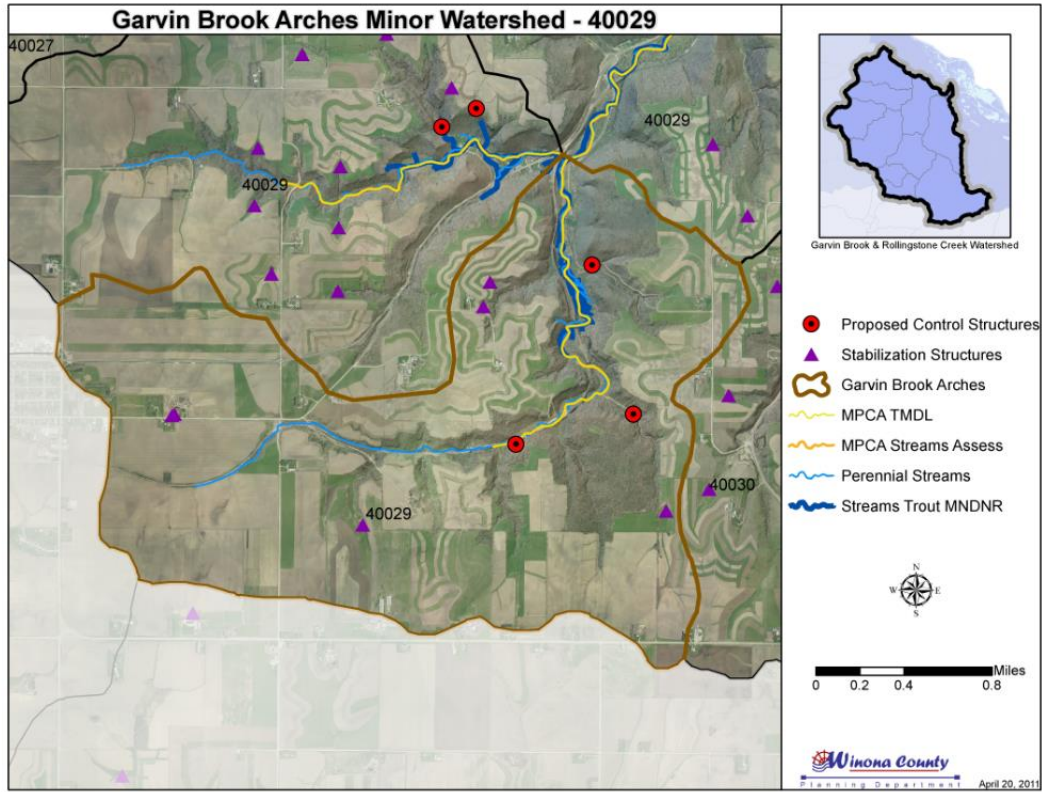 Garvin Brook Arches Minor Watershed - 40029
40027
40029
40029
40029
40030
Garvin Brook & Rollingstone Creek Watershed
Proposed Control Structures
Stabilization Structures
Garvin Brook Arches
MPCA TMDL
MPCA Streams Assess
Perennial Streams
Streams Trout MNDNR
N
W E
S
Miles
0 0.2 0.4 0.8
Winona County
Planning Department
April 20, 2011